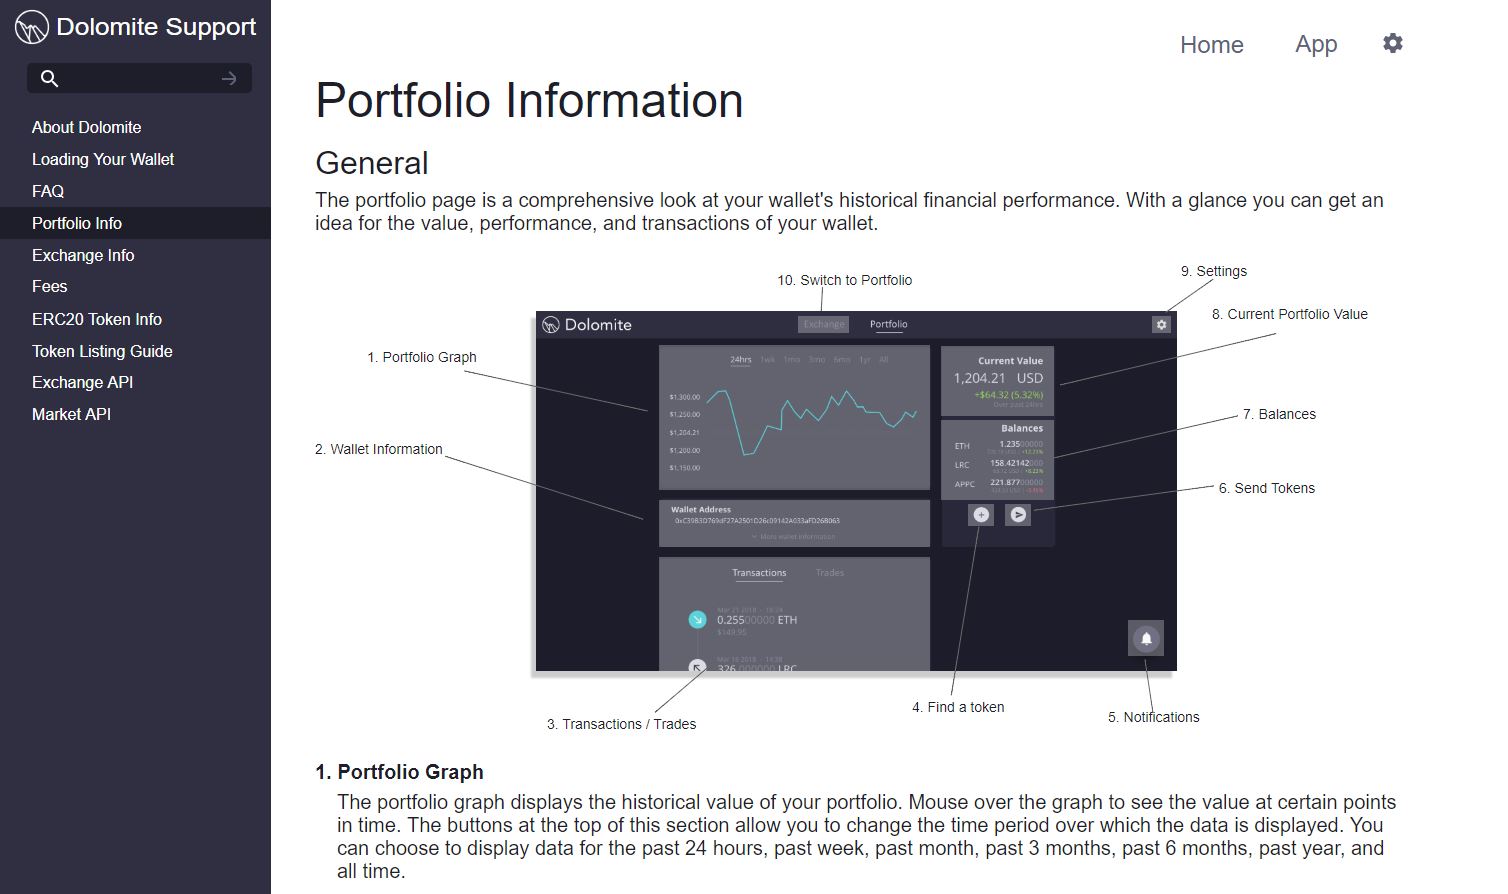 Dolomite Support
About Dolomite
Loading Your Wallet
FAQ
Portfolio Info
Exchange Info
Fees
ERC20 Token Info
Token Listing Guide
Exchange API
Market API
Home App
Portfolio Information
General
The portfolio page is a comprehensive look at your wallet's historical financial performance. With a glance you can get an
idea for the value, performance, and transactions of your wallet.
10. Switch to Portfolio
9. Settings
8. Current Portfolio Value
1. Portfolio Graph
7. Balances
2. Wallet Information
6. Send Tokens
Dolomite
Exchange Portfolio
24hrs 1wk 1mo 3mo 6mo 1yr All
$1,300.00
$1,250.00
$1,204.21
$1,200.00
$1,150.00
Current Value
1,204.21 USD
+$64.32 (5.32%)
Over past 24hrs
Balances
ETH 1.23500000
+12.23%
LRC 158.42142000
+8.23%
APPC 221.87700000
Wallet Address
More wallet information
Transactions Trades
Mar 21 2018 - 16:24
0.25500000 ETH
$149.95
Mar 16 2018 - 14:28
326.000000 LRC
3. Transactions / Trades
4. Find a token
5. Notifications
1. Portfolio Graph
The portfolio graph displays the historical value of your portfolio. Mouse over the graph to see the value at certain points
in time. The buttons at the top of this section allow you to change the time period over which the data is displayed. You
can choose to display data for the past 24 hours, past week, past month, past 3 months, past 6 months, past year, and
all time.